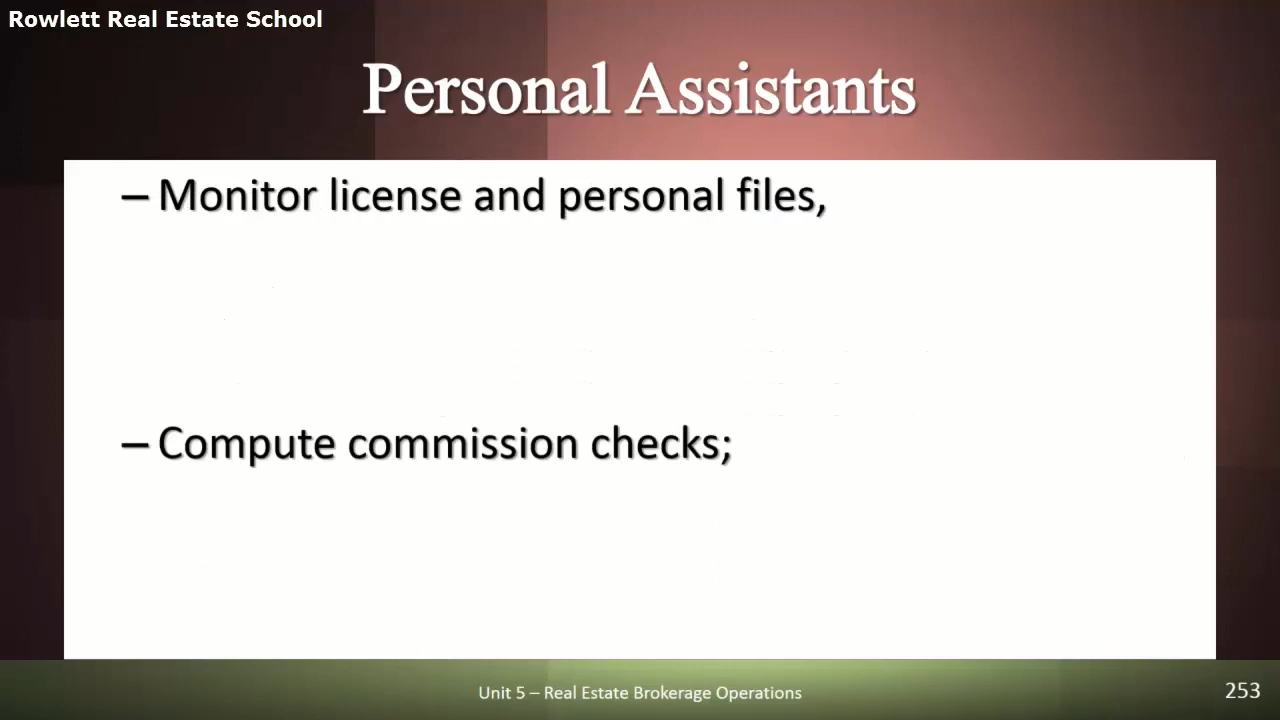 Rowlett Real Estate School
Personal Assistants
– Monitor license and personal files,
– Compute commission checks;
Unit 5 – Real Estate Brokerage Operations
253